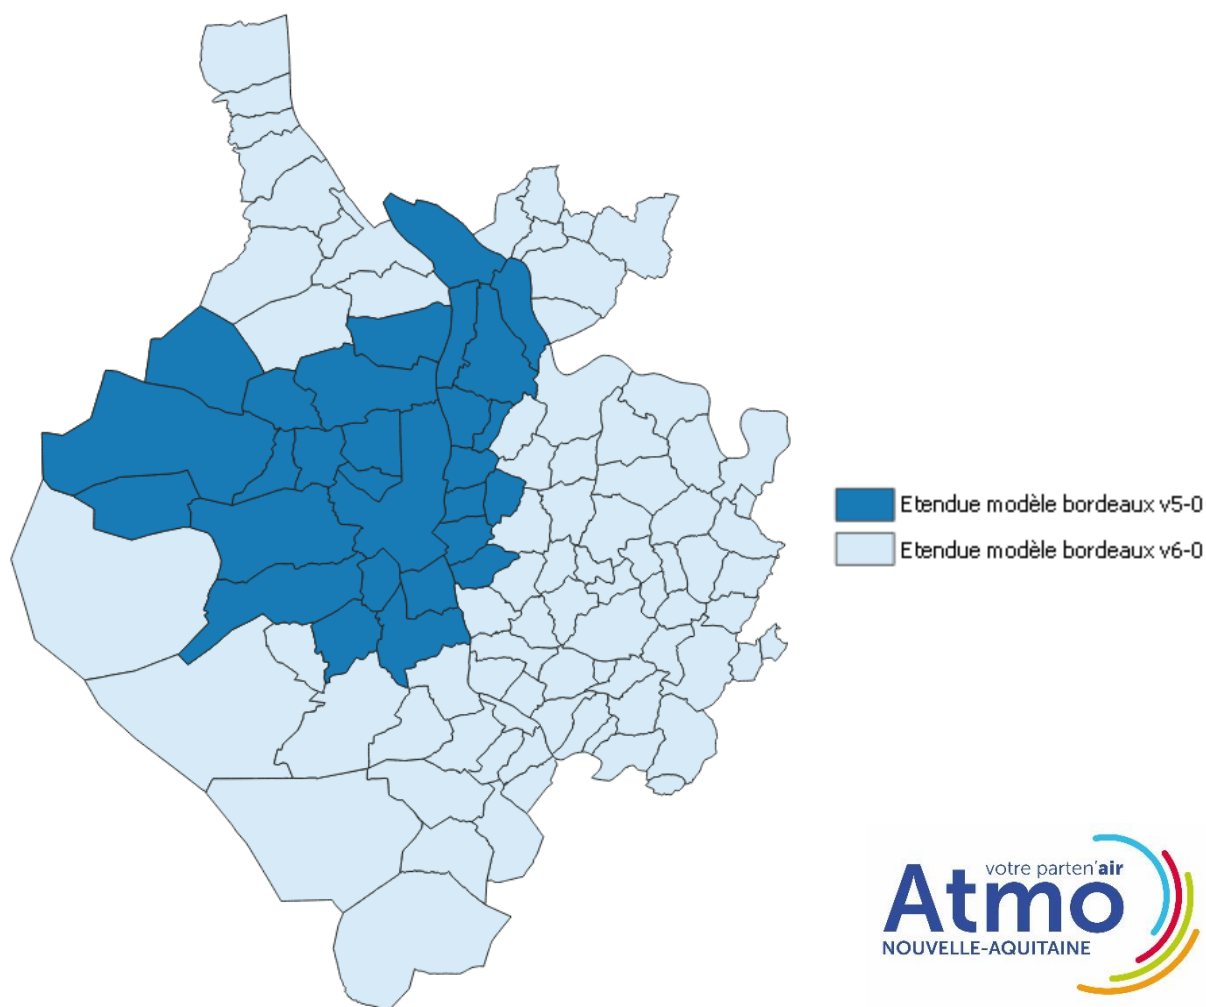 Etendue modèle bordeaux v5-0
Etendue modèle bordeaux v6-0
votre parten'air
Atmo
NOUVELLE-AQUITAINE